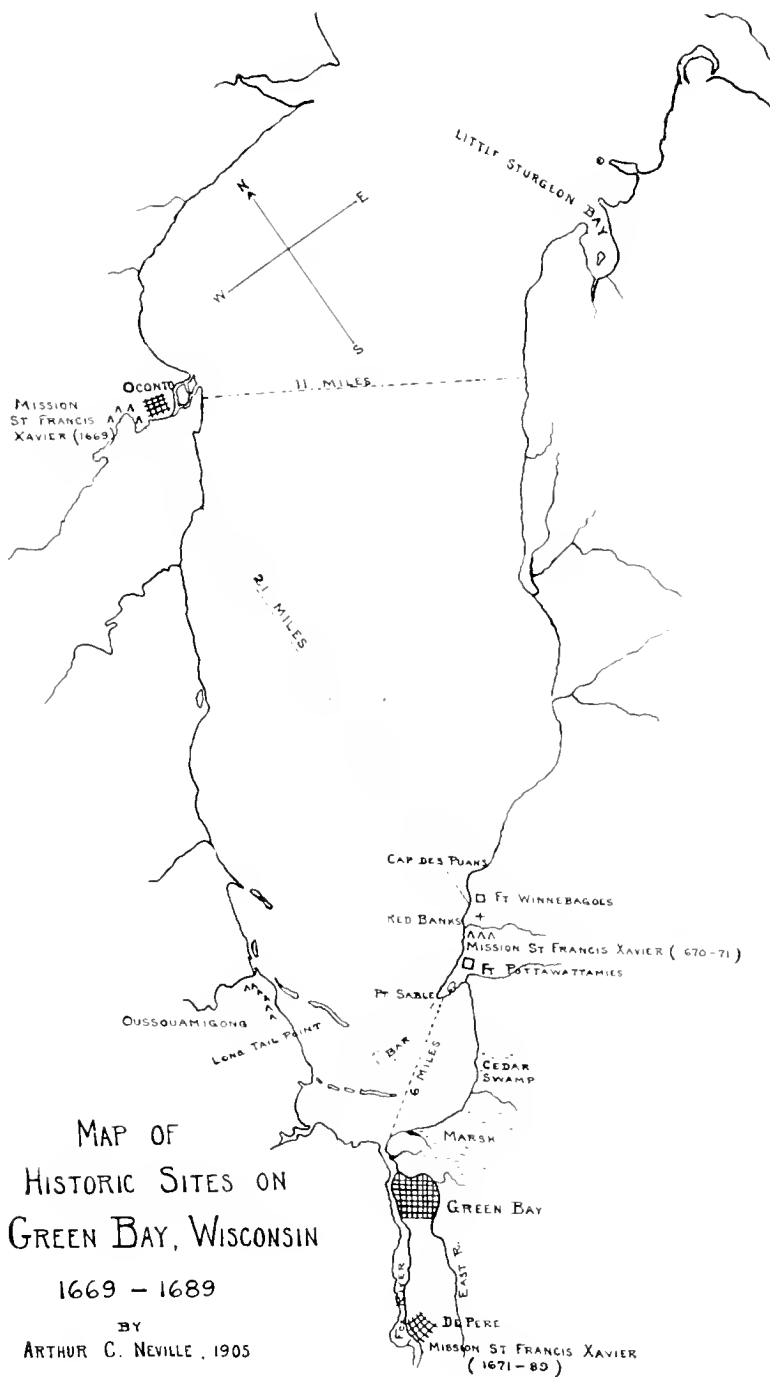 LITTLE STURGEON BAY
N
E
W
S
11 MILES
OCONTO
MISSION
ST FRANCIS
XAVIER (1669)
21 MILES
CAP DES PUANS
FT WINNEBAGOES
RED BANKS
MISSION ST FRANCIS XAVIER ( 670-71)
FT POTTAWATTAMIES
PT SABLE
OUSSOUAMIGONG
LONG TAIL POINT
BAR
6 MILES
CEDAR
SWAMP
MARSH
MAP OF
HISTORIC SITES ON
GREEN BAY, WISCONSIN
1669 – 1689
BY
ARTHUR C. NEVILLE, 1905
GREEN BAY
FOX RIVER
EAST R.
DE PERE
MISSION ST FRANCIS XAVIER
(1671-89)